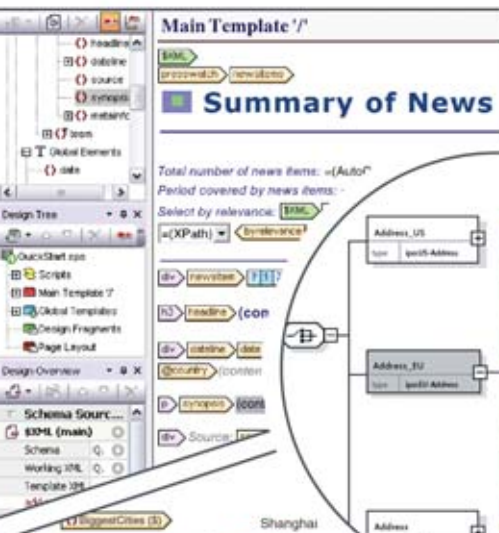 headline
dateline
source
synopsis
metainfo
team
Global Elements
date
Design Tree
QuickStart.sps
Scripts
Main Template '/'
Global Templates
Design Fragments
Page Layout
Design Overview
Schema Sourc...
$XML (main)
Schema
Working XML
Template XML
Main Template '/'
$XML
presswatch newsitems
Summary of News
Total number of news items: =(Auto
Period covered by news items: -
Select by relevance: $XML
=(XPath) byrelevance
div newsitem
h3 headline (con
div dateline date
@country (conten
p synopsis (cont
div Source:
BiggestCities ($)
Shanghai
Address_US
type ipo:US-Address
Address_EU
type ipo:EU-Address
Address